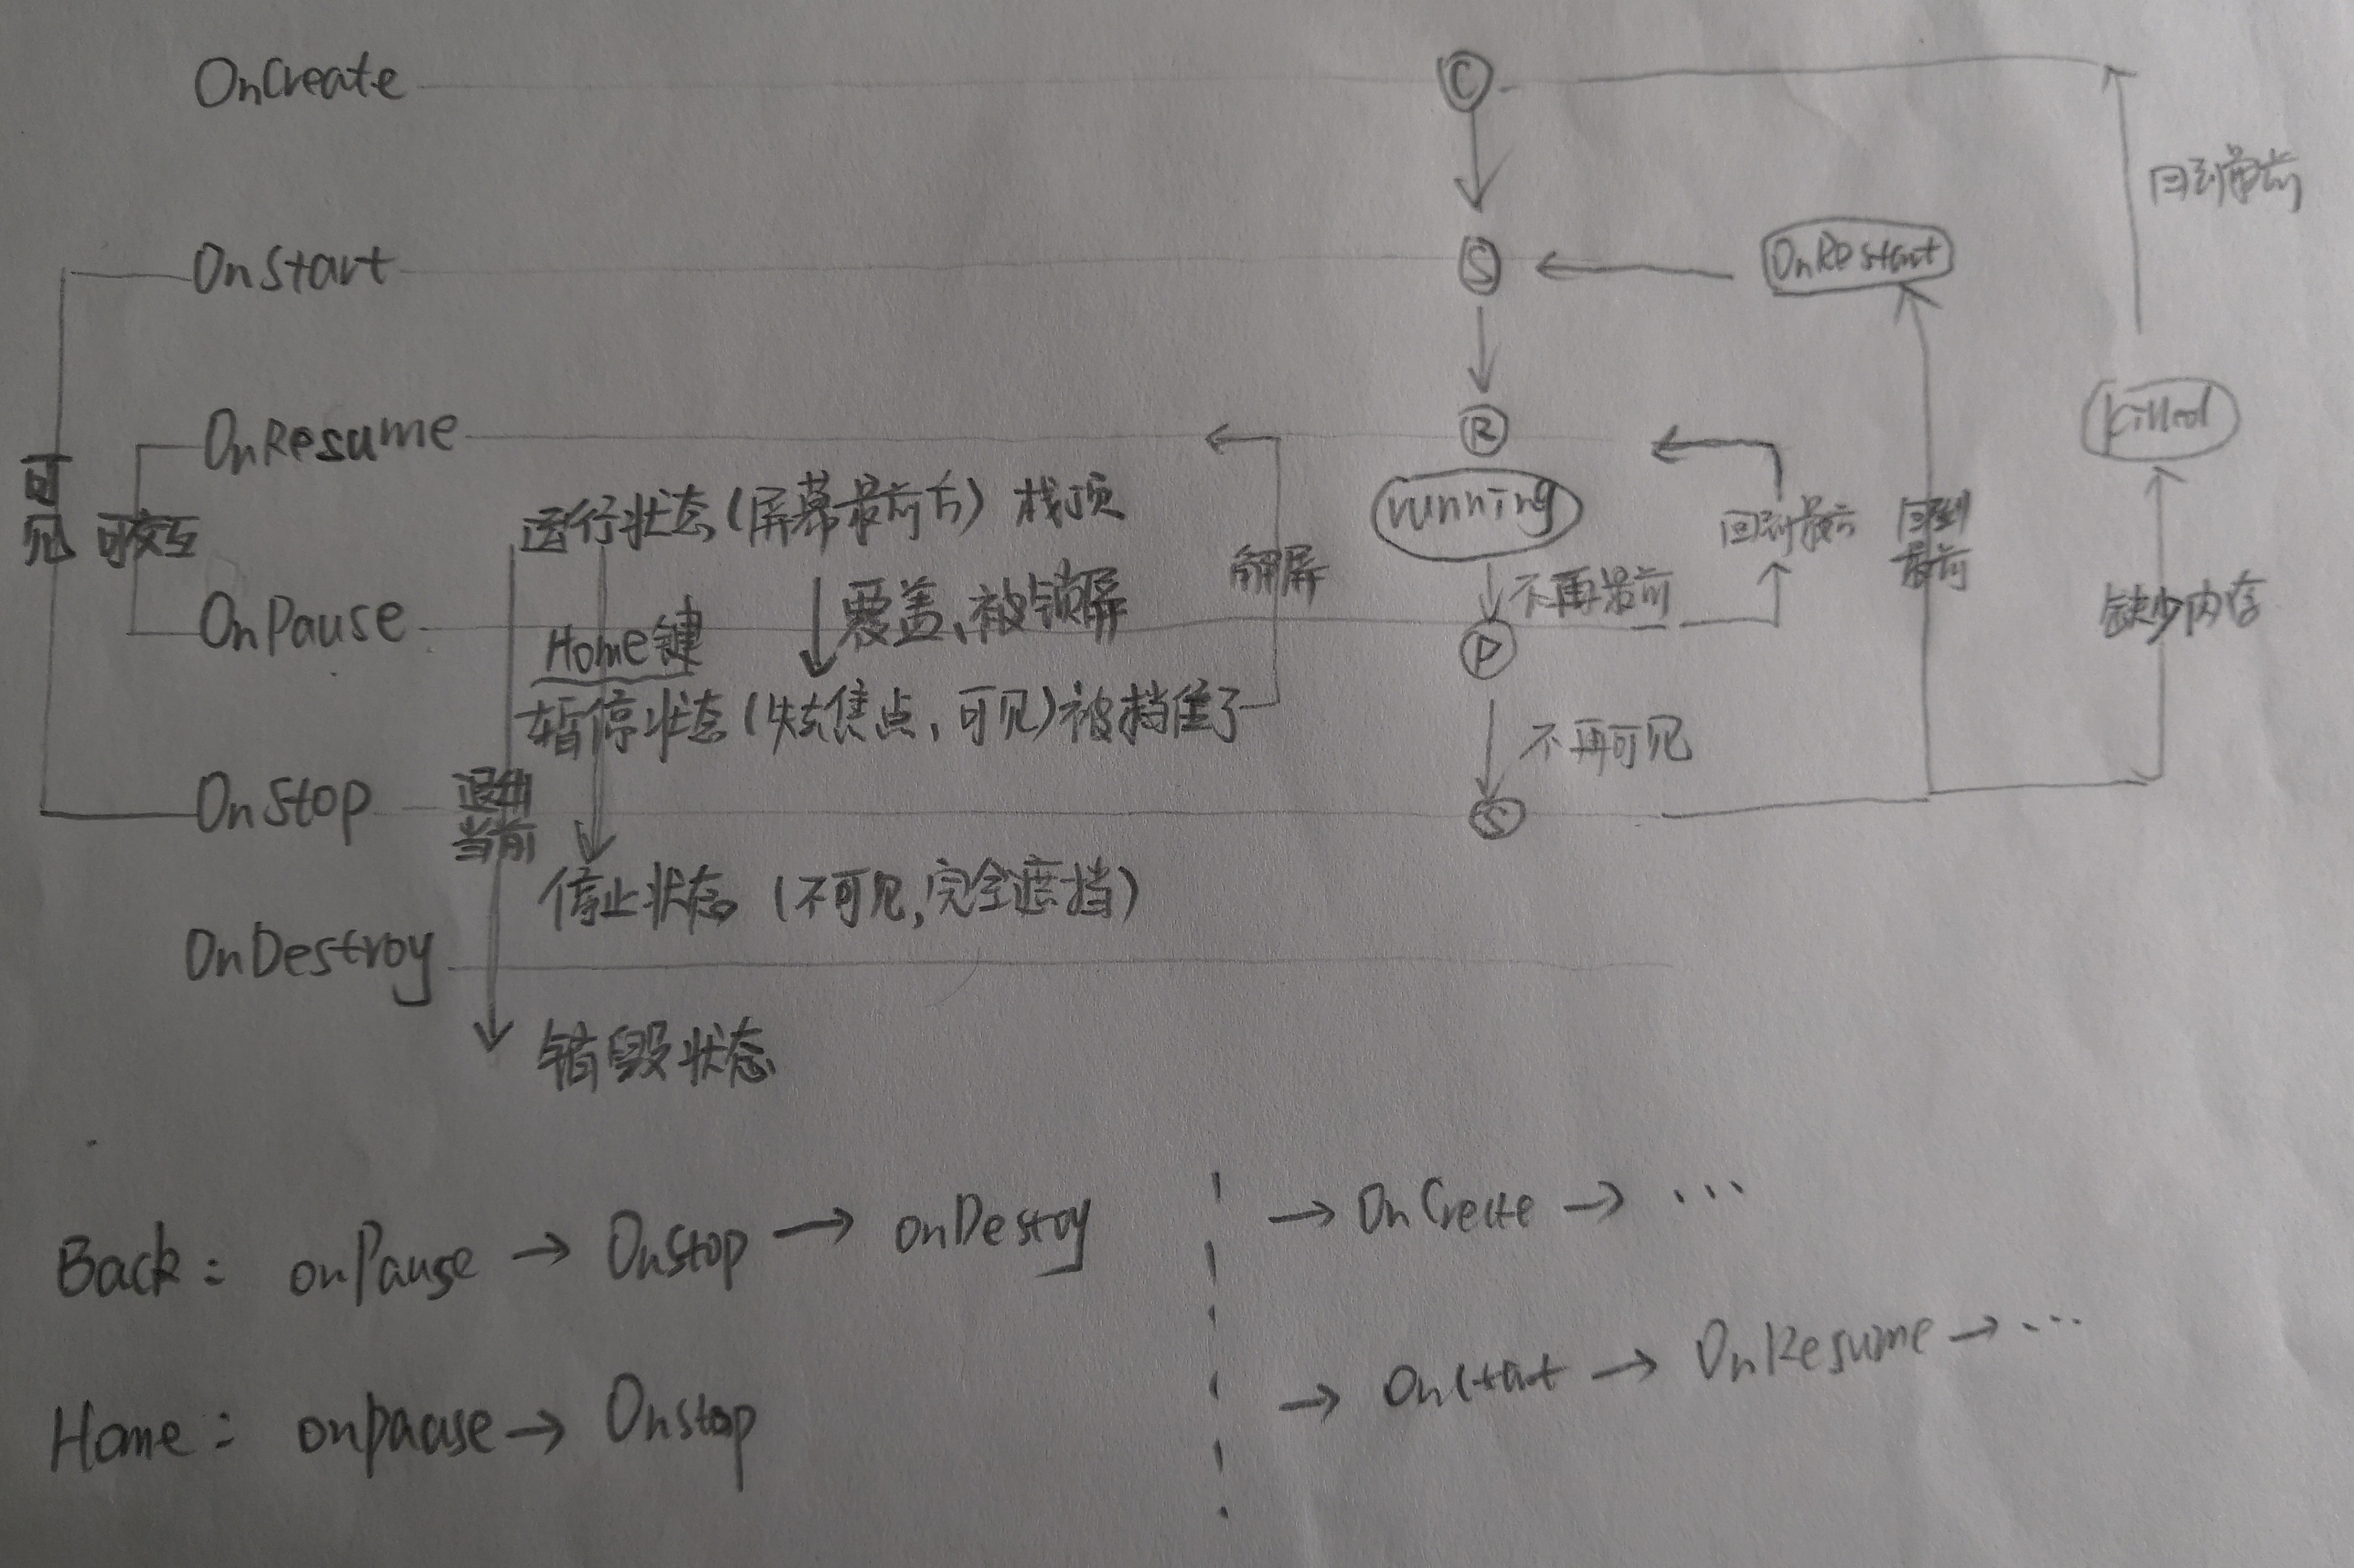 OnCreate
C
回到最前
OnStart
S
OnRestart
OnResume
R
killed
可见
可交互
运行状态(屏幕最前方) 栈顶
running
回到最前
回到最前
解屏
OnPause
Home键
覆盖、被锁屏
不再最前
P
缺少内存
暂停状态(失去焦点,可见)被挡住了
不再可见
OnStop
退出当前
S
停止状态 (不可见,完全遮挡)
OnDestroy
销毁状态
Back: onPause → OnStop → onDestoy → OnCreate → ...
Home: onpause → Onstop → Onstart → OnResume → ...